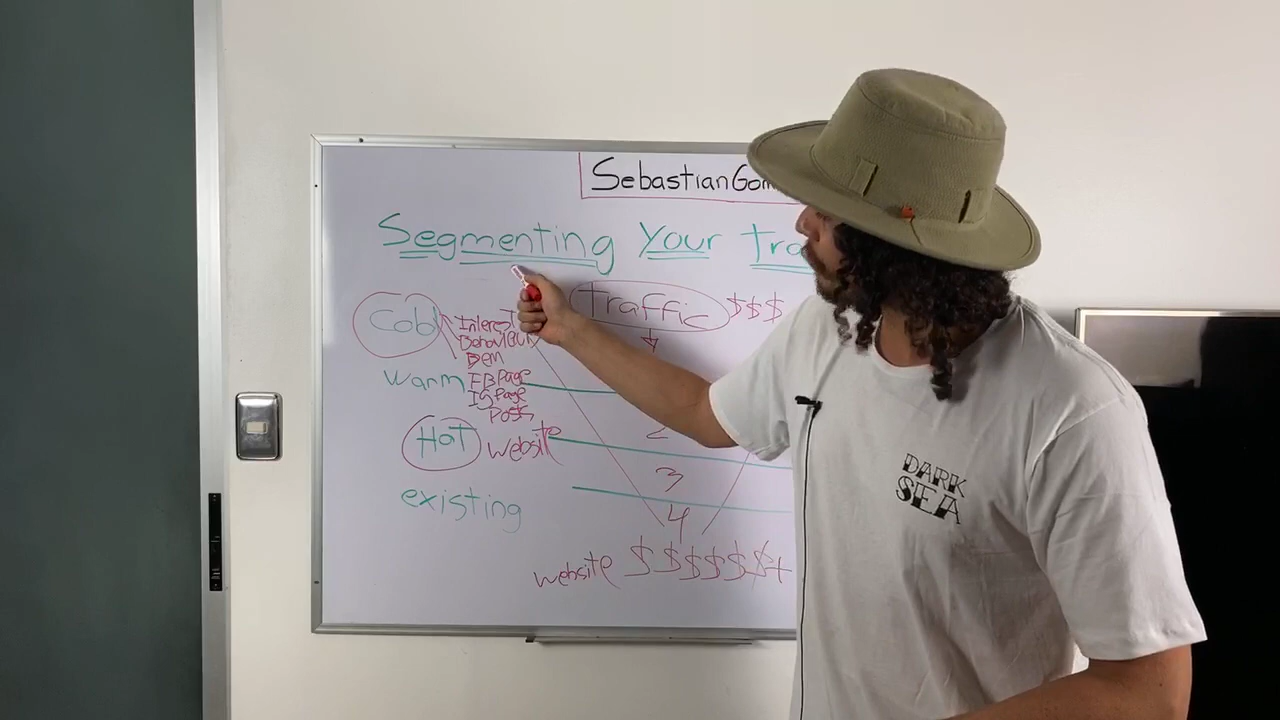 SebastianGom
Segmenting Your Tra
Traffic $$$
Cold Interest
Behaviour
Dem
Warm FB Page
IG Page
Posts
2
Hot Website
3
existing
4
website $$$$$$+
DARK
SEA